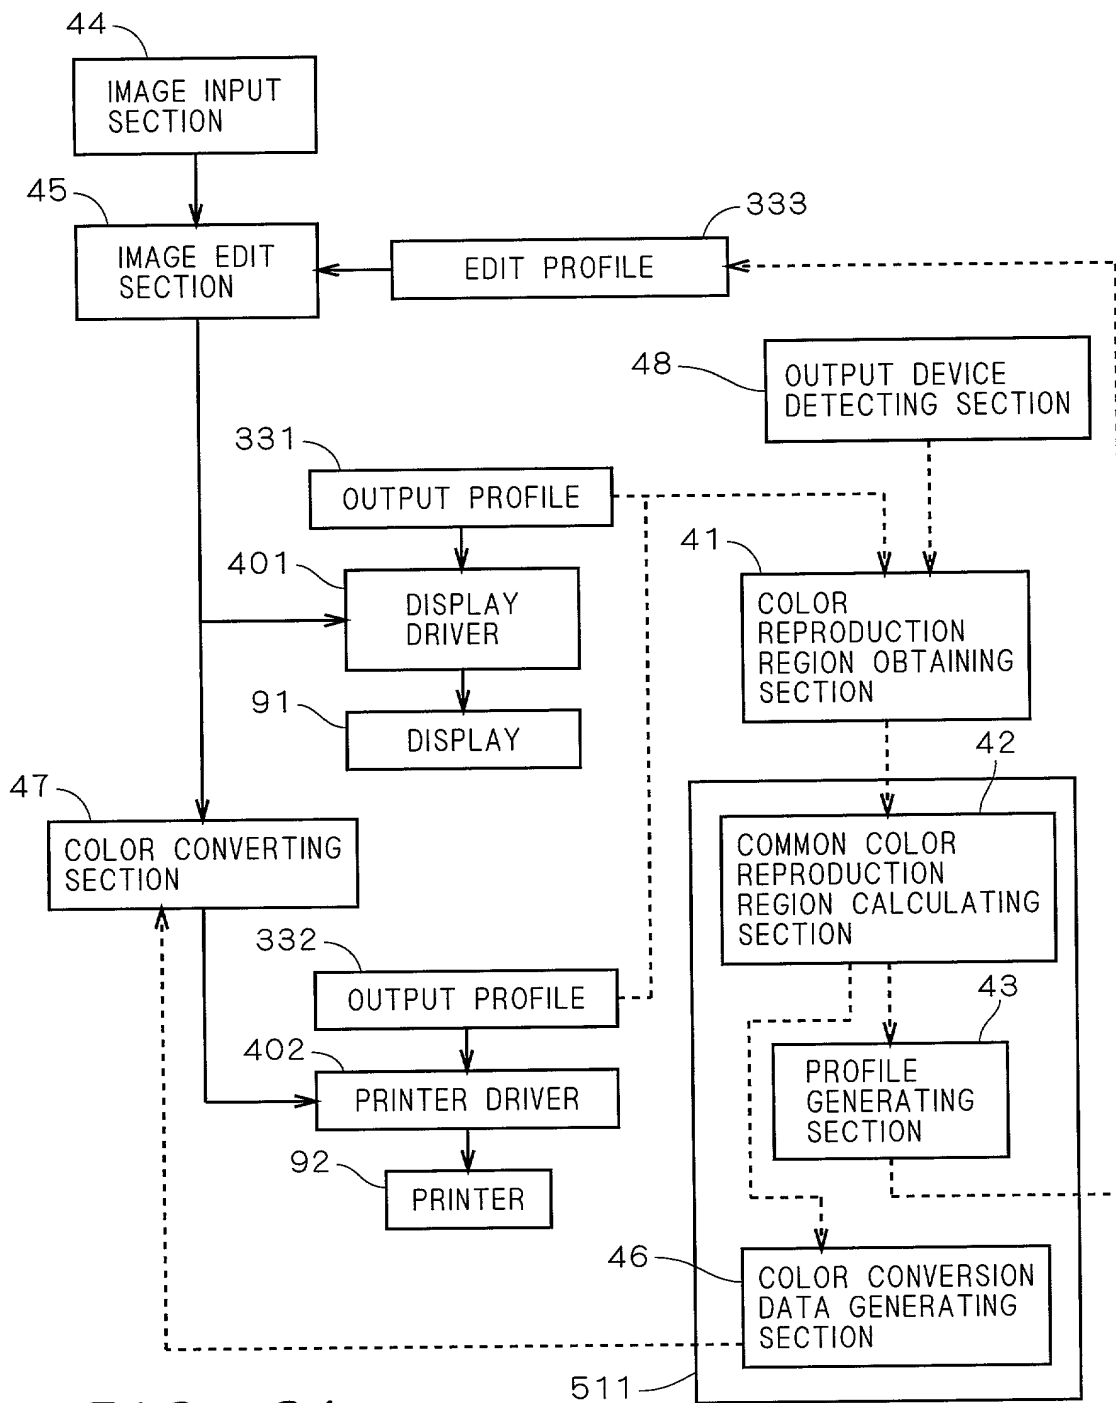 44
IMAGE INPUT
SECTION
45
IMAGE EDIT
SECTION
333
EDIT PROFILE
48
OUTPUT DEVICE
DETECTING SECTION
331
OUTPUT PROFILE
401
DISPLAY
DRIVER
91
DISPLAY
41
COLOR
REPRODUCTION
REGION OBTAINING
SECTION
42
COMMON COLOR
REPRODUCTION
REGION CALCULATING
SECTION
47
COLOR CONVERTING
SECTION
332
OUTPUT PROFILE
402
PRINTER DRIVER
92
PRINTER
43
PROFILE
GENERATING
SECTION
46
COLOR CONVERSION
DATA GENERATING
SECTION
511